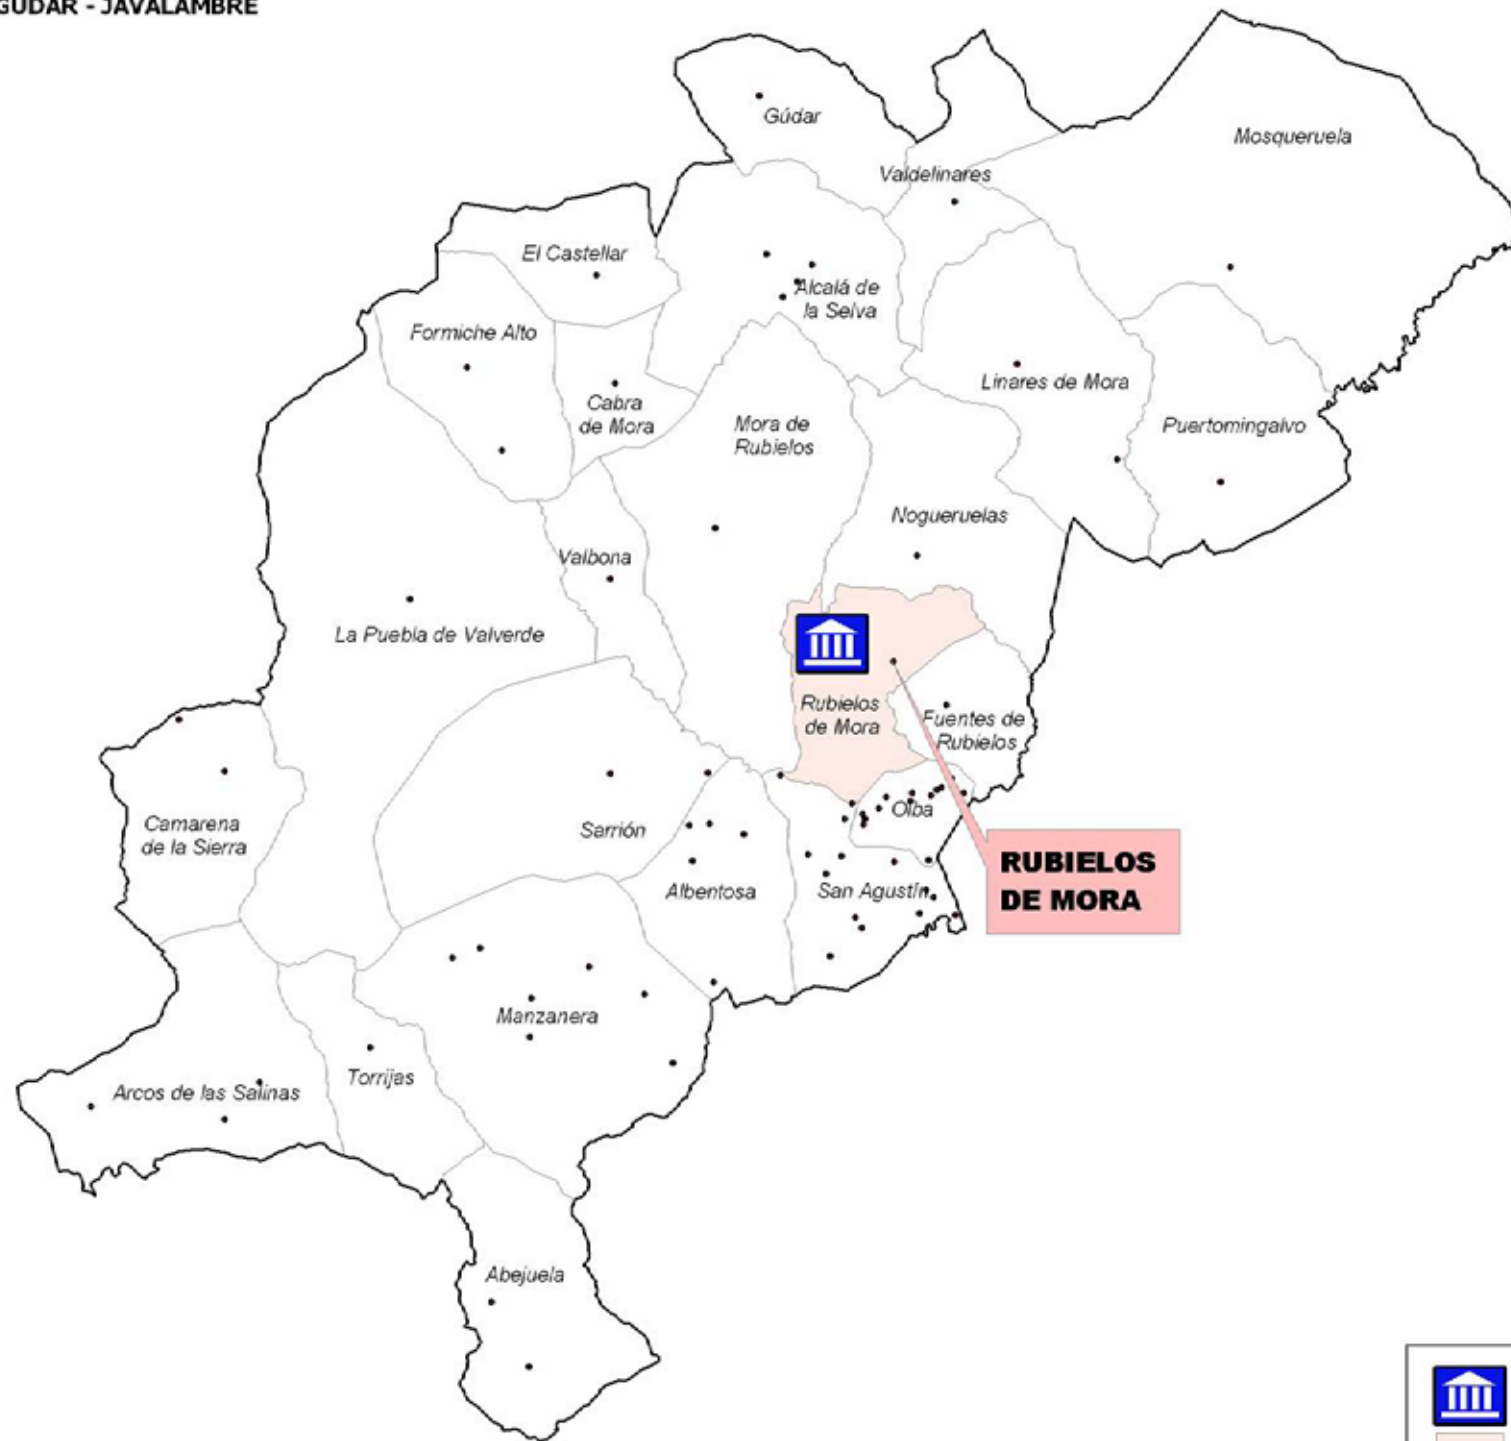 GÚDAR - JAVALAMBRE
Gúdar
Mosqueruela
Valdelinares
El Castellar
Alcalá de
la Selva
Formiche Alto
Linares de Mora
Cabra
de Mora
Mora de
Rubielos
Puertomingalvo
Nogueruelas
Valbona
La Puebla de Valverde
Rubielos
de Mora
Fuentes de
Rubielos
Olba
Camarena
de la Sierra
Sarrión
RUBIELOS
DE MORA
Albentosa
San Agustín
Manzanera
Torrijas
Arcos de las Salinas
Abejuela